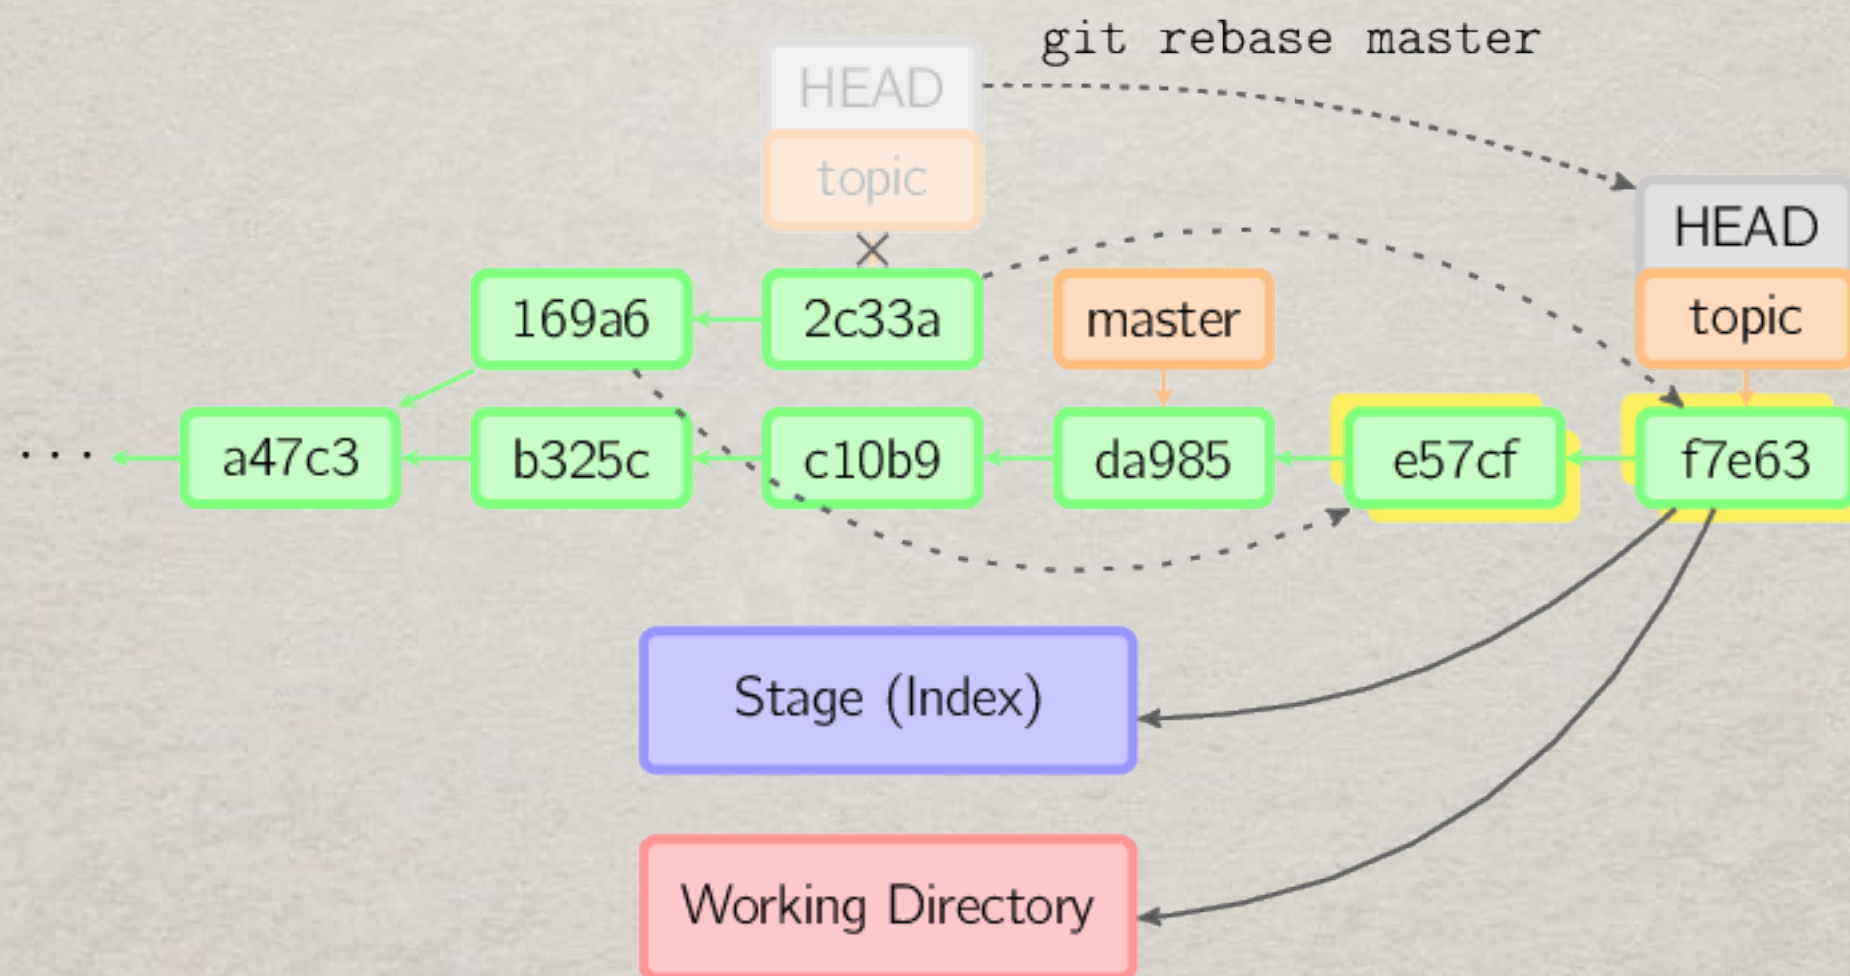 git rebase master
HEAD
topic
HEAD
topic
169a6
2c33a
master
... a47c3
b325c
c10b9
da985
e57cf
f7e63
Stage (Index)
Working Directory